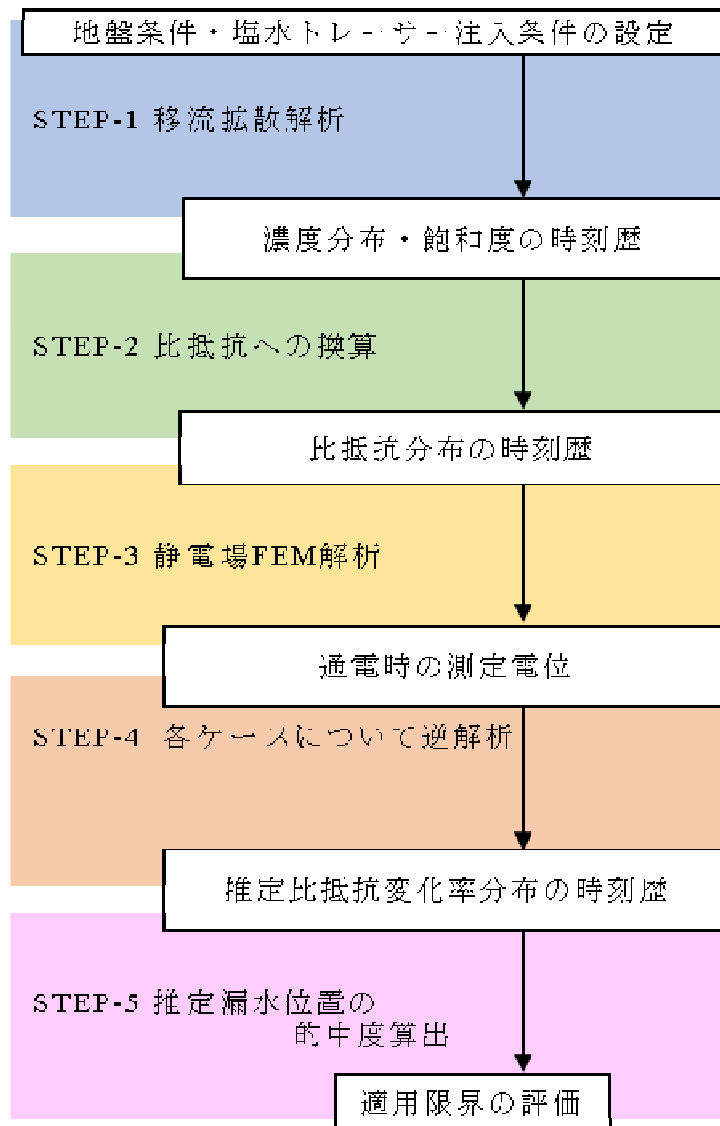 地盤条件・塩水トレーサー注入条件の設定
STEP-1 移流拡散解析
濃度分布・飽和度の時刻歴
STEP-2 比抵抗への換算
比抵抗分布の時刻歴
STEP-3 静電場FEM解析
通電時の測定電位
STEP-4 各ケースについて逆解析
推定比抵抗変化率分布の時刻歴
STEP-5 推定漏水位置の
的中度算出
適用限界の評価